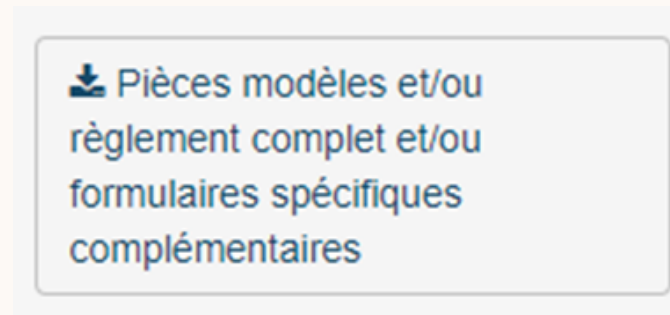 Pièces modèles et/ou
règlement complet et/ou
formulaires spécifiques
complémentaires